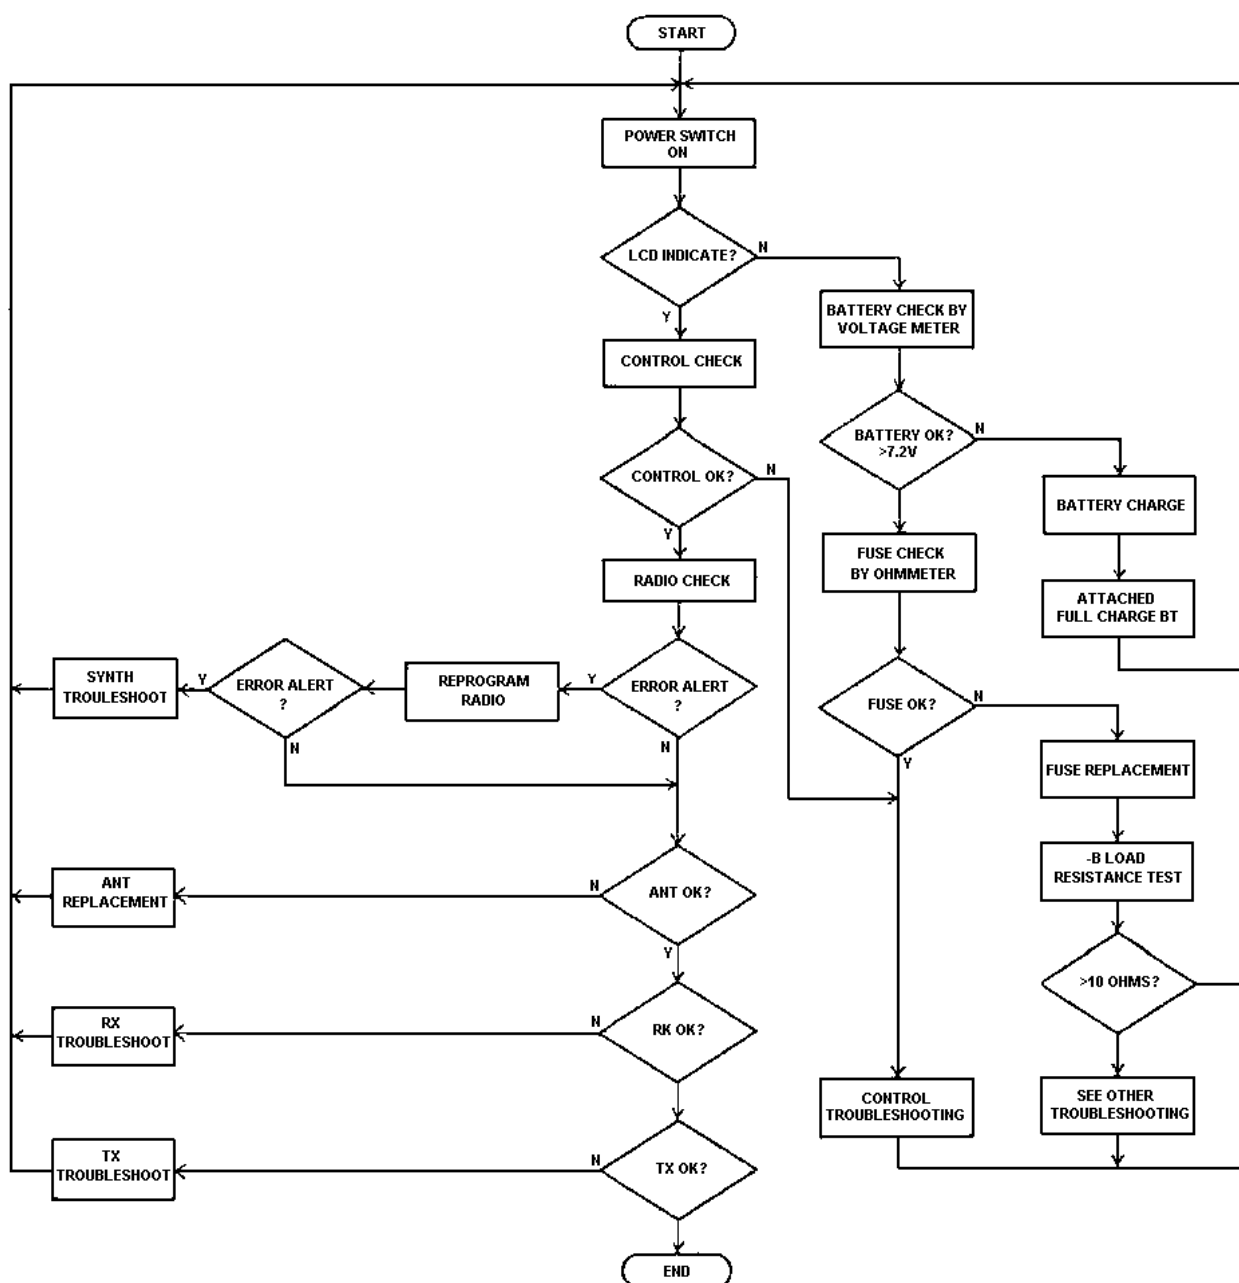 START
POWER SWITCH
ON
LCD INDICATE?
N
Y
BATTERY CHECK BY
VOLTAGE METER
CONTROL CHECK
BATTERY OK?
>7.2V
N
CONTROL OK?
N
Y
BATTERY CHARGE
FUSE CHECK
BY OHMMETER
RADIO CHECK
ATTACHED
FULL CHARGE BT
SYNTH
TROULESHOOT
Y
ERROR ALERT
?
N
REPROGRAM
RADIO
Y
ERROR ALERT
?
N
FUSE OK?
N
Y
FUSE REPLACEMENT
-B LOAD
RESISTANCE TEST
ANT
REPLACEMENT
N
ANT OK?
Y
>10 OHMS?
RX
TROUBLESHOOT
N
RK OK?
CONTROL
TROUBLESHOOTING
SEE OTHER
TROUBLESHOOTING
TX
TROUBLESHOOT
N
TX OK?
END